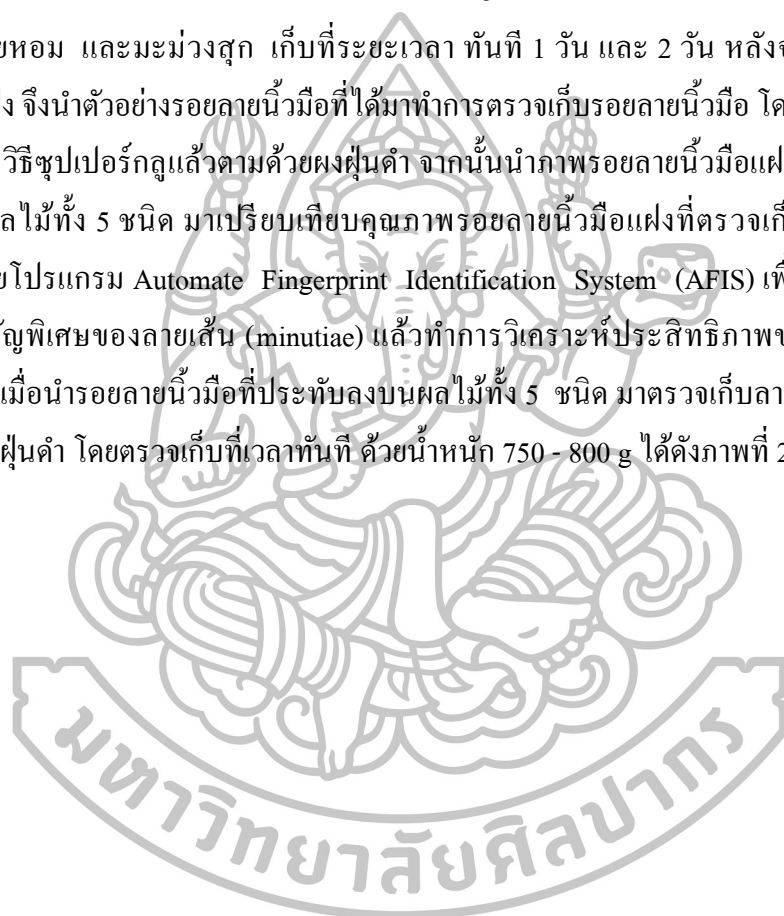 ยหอม และมะม่วงสุก เก็บที่ระยะเวลา ทันที 1 วัน และ 2 วัน หลังจ
ง จึงนำตัวอย่างรอยลายนิ้วมือที่ได้มาทำการตรวจเก็บรอยลายนิ้วมือ โด
วิธีซุปเปอร์กลูแล้วตามด้วยผงฝุ่นดำ จากนั้นนำภาพรอยลายนิ้วมือแฝ
ลไม้ทั้ง 5 ชนิด มาเปรียบเทียบคุณภาพรอยลายนิ้วมือแฝงที่ตรวจเก็
ยโปรแกรม Automate Fingerprint Identification System (AFIS) เพื
ัญพิเศษของลายเส้น (minutiae) แล้วทำการวิเคราะห์ประสิทธิภาพข
เมื่อนำรอยลายนิ้วมือที่ประทับลงบนผลไม้ทั้ง 5 ชนิด มาตรวจเก็บลา
ฝุ่นดำ โดยตรวจเก็บที่เวลาทันที ด้วยน้ำหนัก 750 - 800 g ได้ดังภาพที่ 2
มหาวิทยาลัยศิลปากร